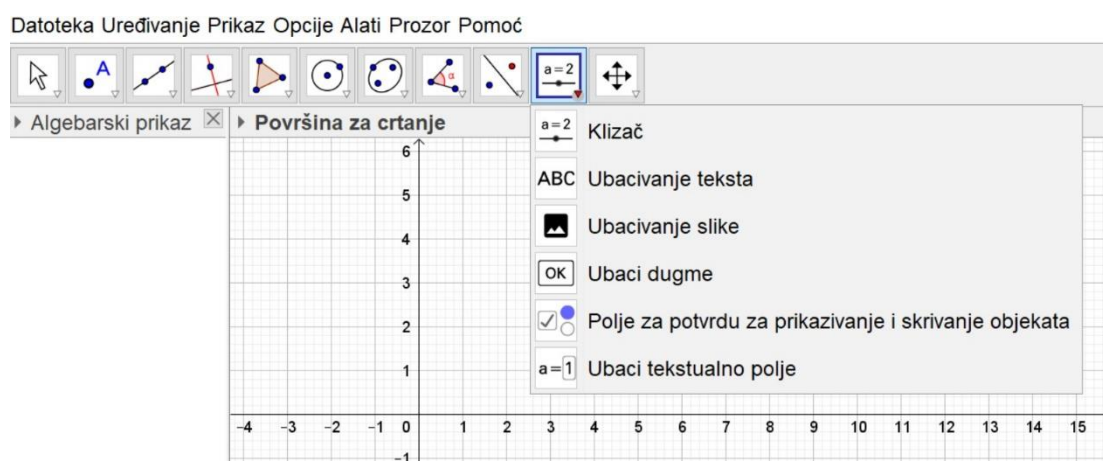 Datoteka Uređivanje Prikaz Opcije Alati Prozor Pomoć
A
α
a=2
Algebarski prikaz
Površina za crtanje
a=2 Klizač
ABC Ubacivanje teksta
Ubacivanje slike
OK Ubaci dugme
Polje za potvrdu za prikazivanje i skrivanje objekata
a=1 Ubaci tekstualno polje
6
5
4
3
2
1
-4 -3 -2 -1 0 1 2 3 4 5 6 7 8 9 10 11 12 13 14 15
-1